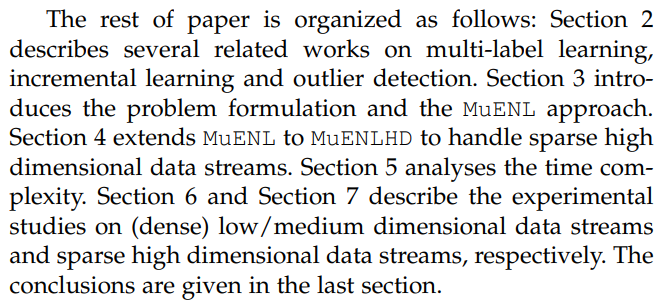 The rest of paper is organized as follows: Section 2
describes several related works on multi-label learning,
incremental learning and outlier detection. Section 3 intro-
duces the problem formulation and the MuENL approach.
Section 4 extends MuENL to MuENLHD to handle sparse high
dimensional data streams. Section 5 analyses the time com-
plexity. Section 6 and Section 7 describe the experimental
studies on (dense) low/medium dimensional data streams
and sparse high dimensional data streams, respectively. The
conclusions are given in the last section.